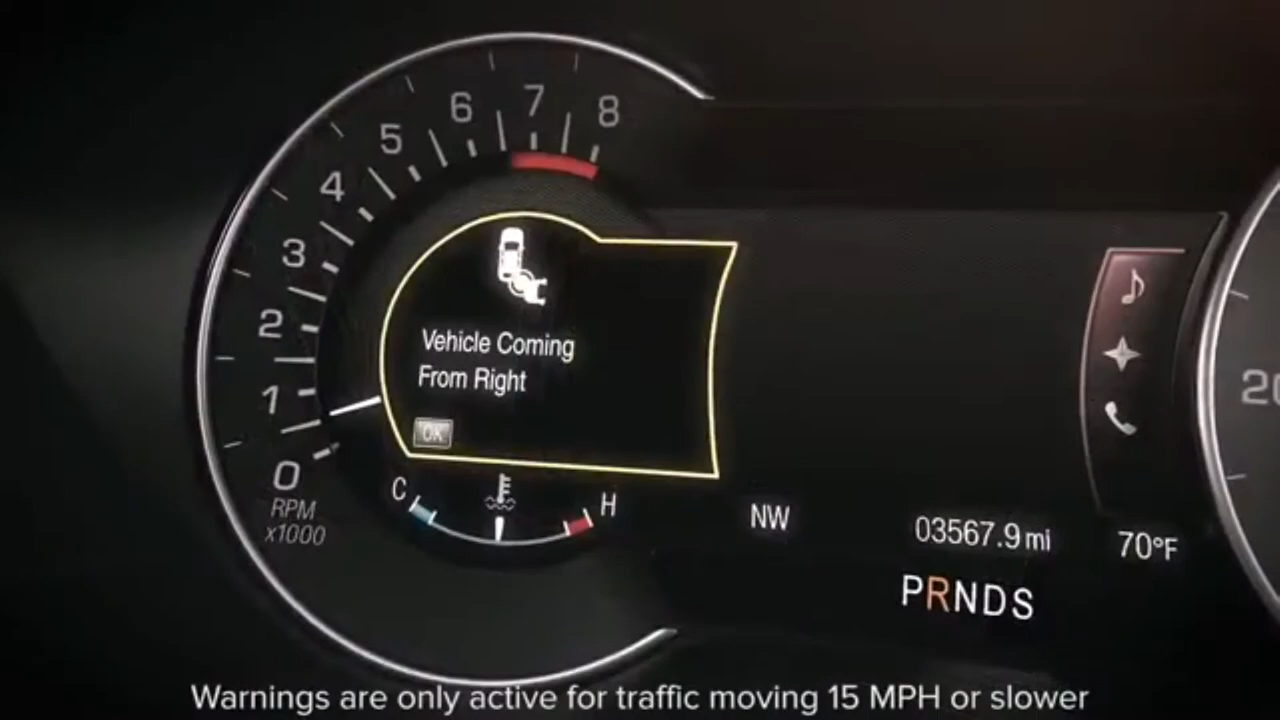 8
7
6
5
4
3
2
1
0
RPM
x1000
Vehicle Coming
From Right
OK
C
H
NW
03567.9 mi
70°F
PRNDS
20
Warnings are only active for traffic moving 15 MPH or slower